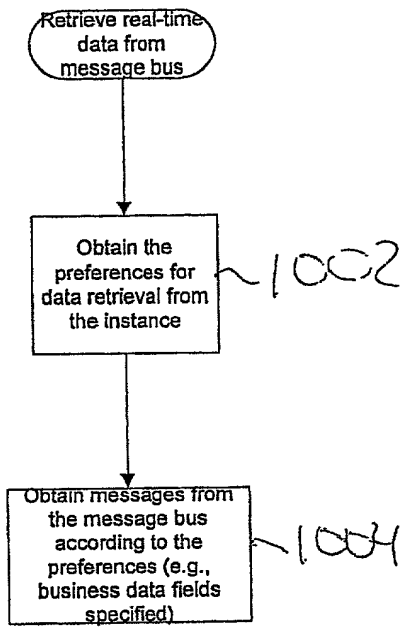 Retrieve real-time
data from
message bus
Obtain the
preferences for
data retrieval from
the instance
1002
Obtain messages from
the message bus
according to the
preferences (e.g.,
business data fields
specified)
1004